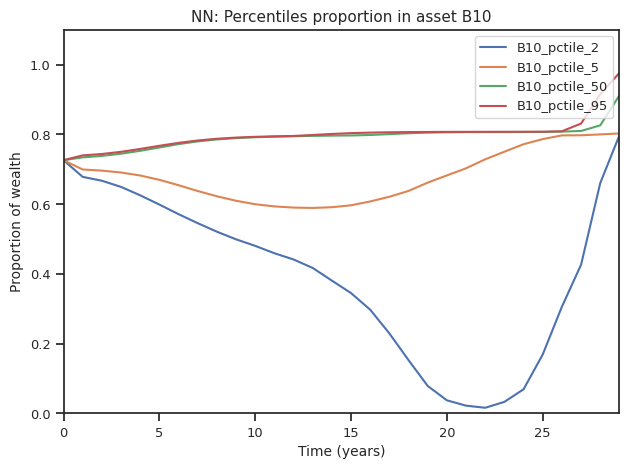 NN: Percentiles proportion in asset B10
B10_pctile_2
B10_pctile_5
B10_pctile_50
B10_pctile_95
Proportion of wealth
1.0
0.8
0.6
0.4
0.2
0.0
0 5 10 15 20 25
Time (years)